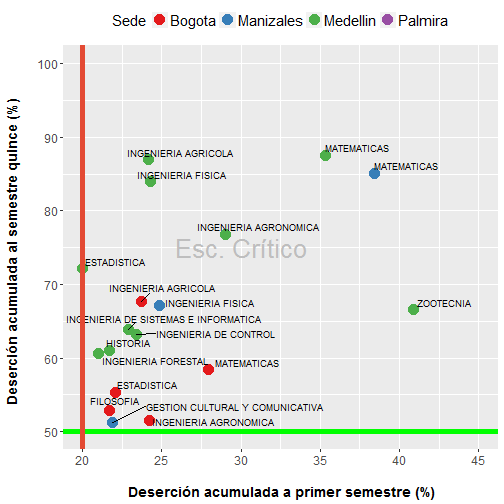 Sede Bogota Manizales Medellin Palmira
Deserción acumulada al semestre quince (%)
100
90
80
70
60
50
INGENIERIA AGRICOLA
MATEMATICAS
INGENIERIA FISICA
MATEMATICAS
INGENIERIA AGRONOMICA
Esc. Crítico
ESTADISTICA
INGENIERIA AGRICOLA
INGENIERIA FISICA
ZOOTECNIA
INGENIERIA DE SISTEMAS E INFORMATICA
INGENIERIA DE CONTROL
HISTORIA
INGENIERIA FORESTAL
MATEMATICAS
ESTADISTICA
FILOSOFIA
GESTION CULTURAL Y COMUNICATIVA
INGENIERIA AGRONOMICA
20 25 30 35 40 45
Deserción acumulada a primer semestre (%)